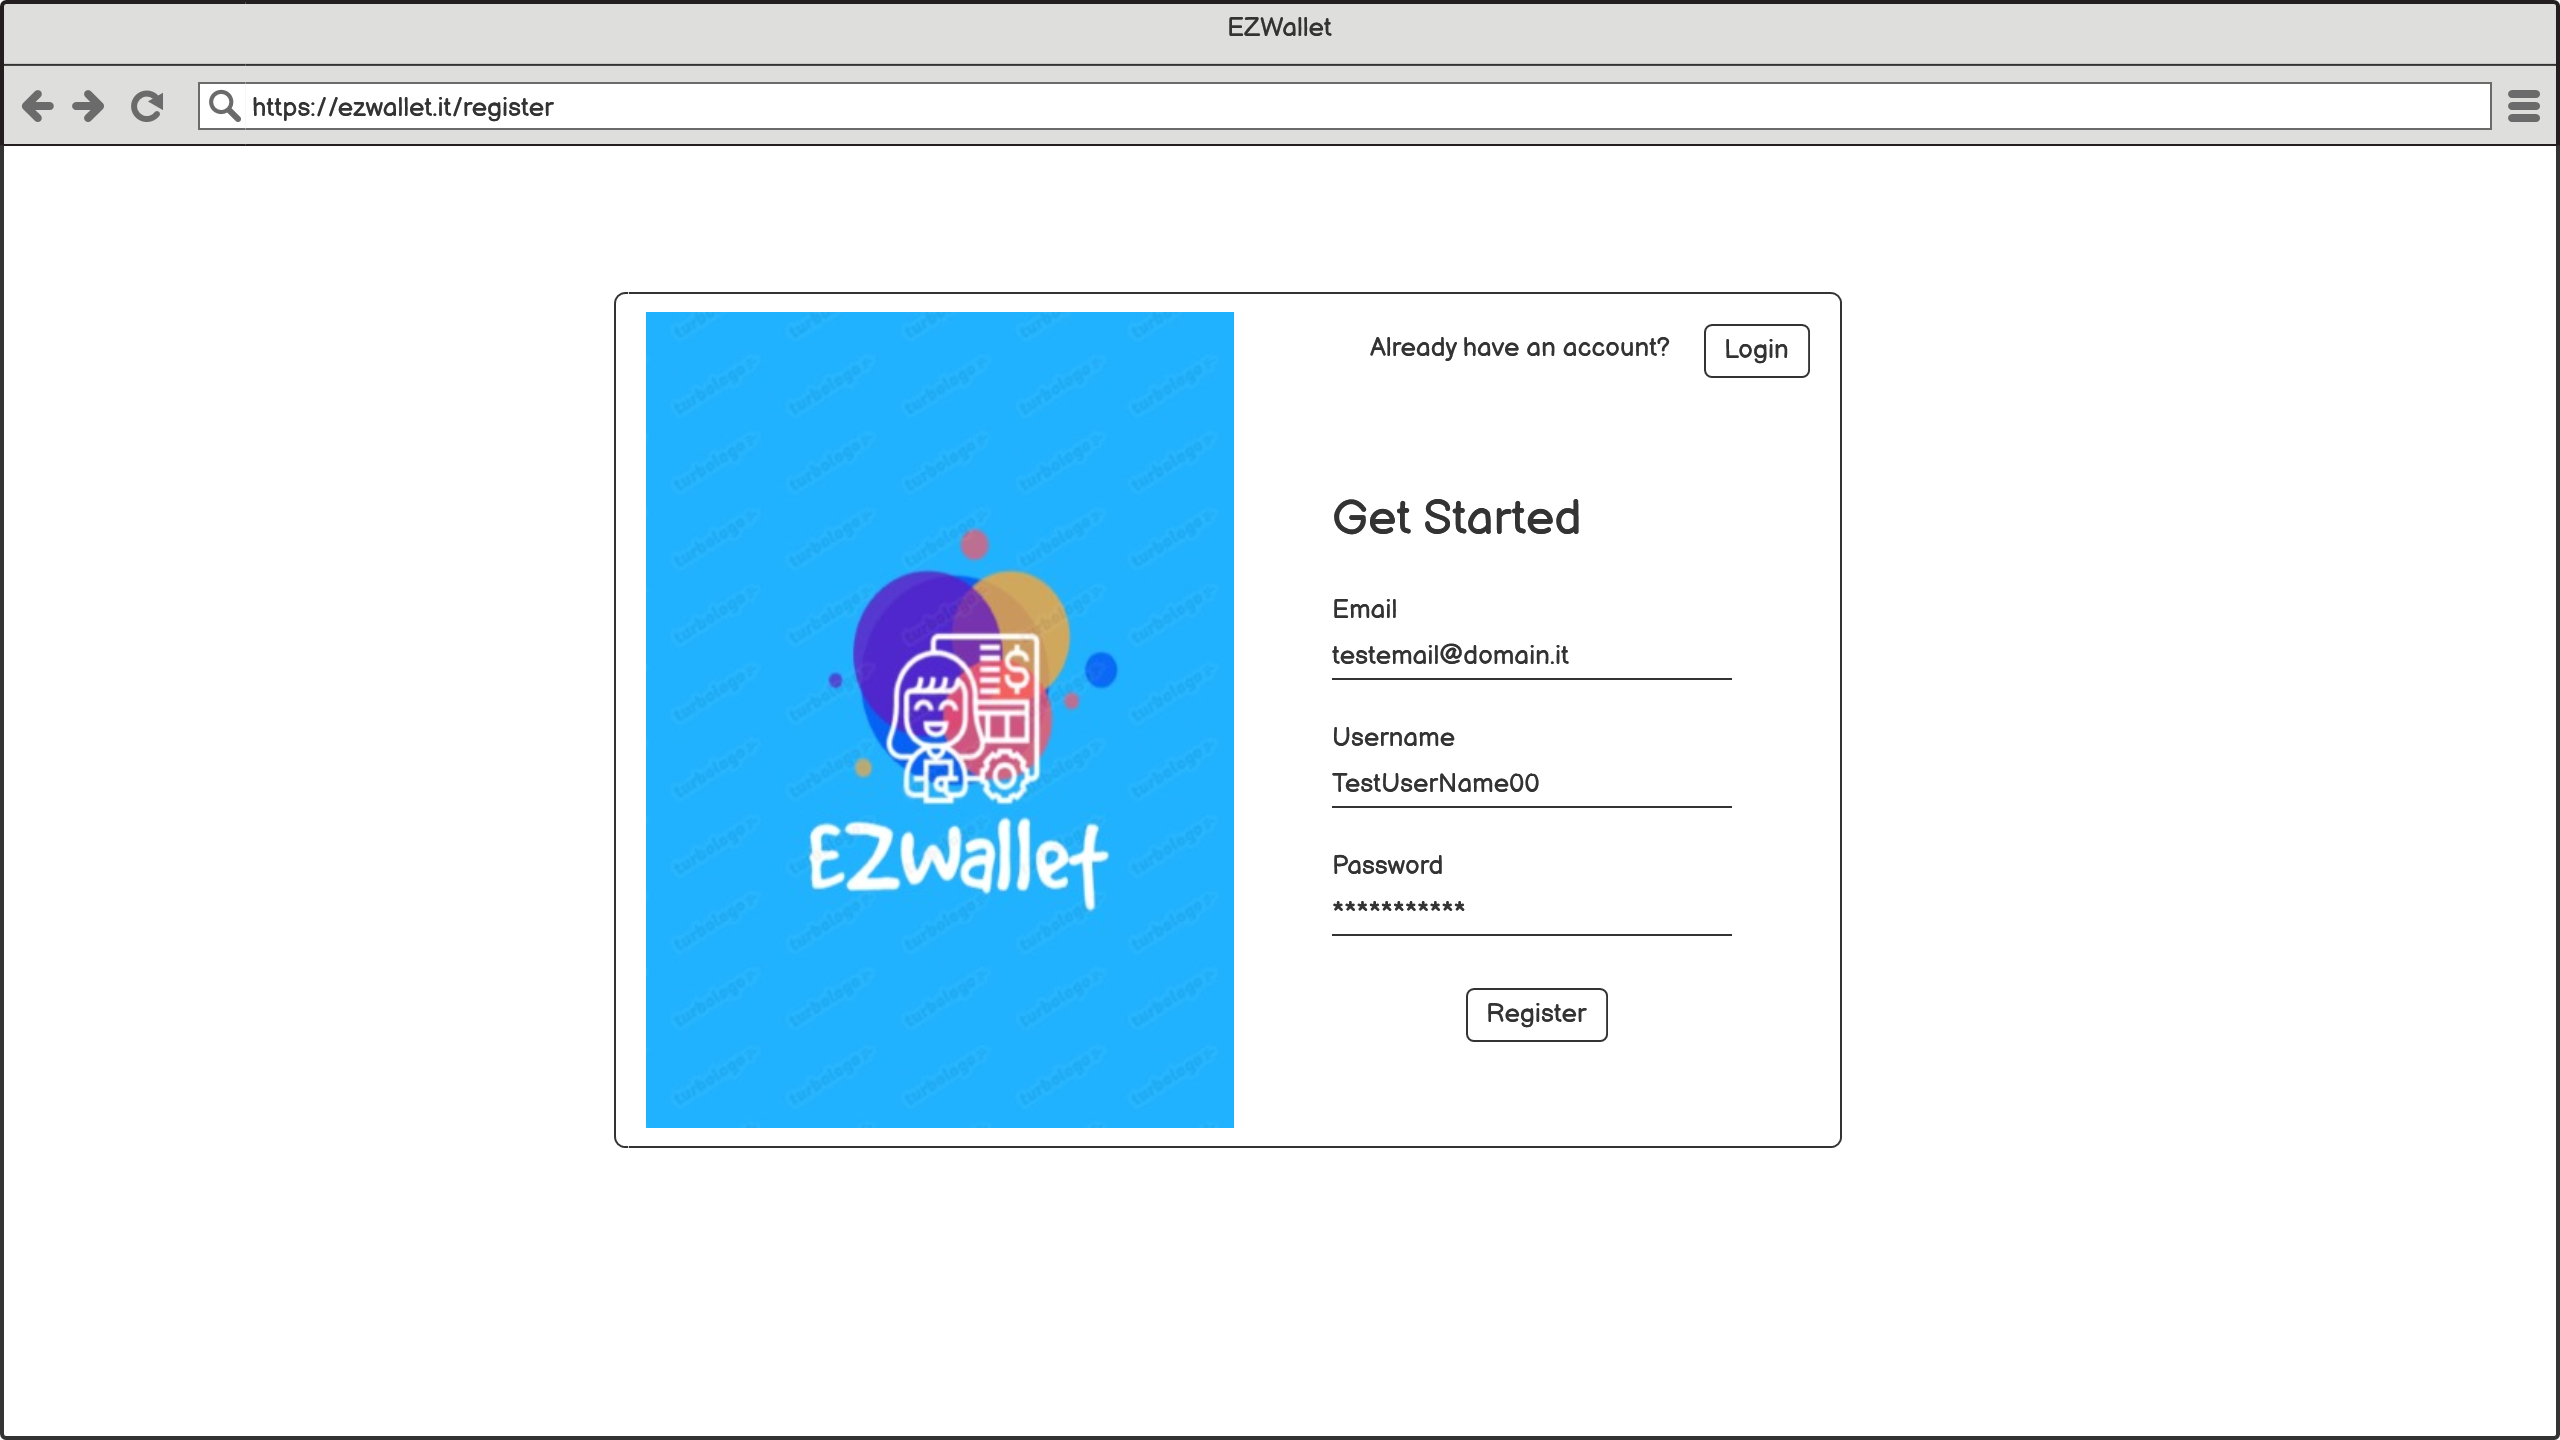 EZWallet
https://ezwallet.it/register
Already have an account?
Login
Get Started
Email
testemail@domain.it
Username
TestUserName00
Password
***********
Register
EZWallet
turbologo